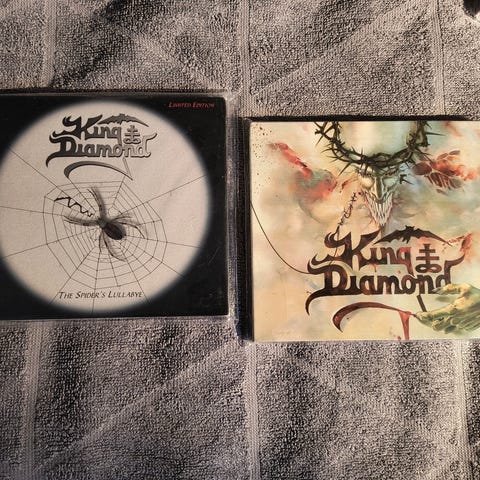 LIMITED EDITION
King
Diamond
THE SPIDER'S LULLABYE
King
Diamond